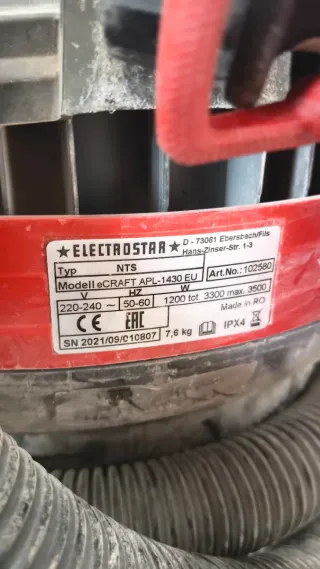 ★ELECTROSTAR★
D - 73061 Ebersbach/Fils
Hans-Zinser-Str. 1-3
Typ NTS
Modell eCRAFT APL-1430 EU
Art.No.: 102580
V HZ W
220-240 ~ 50-60 1200 tot. 3300 max. 3500
CE EAC IPX4 Made in RO
SN 2021/09/010807 7,6 kg